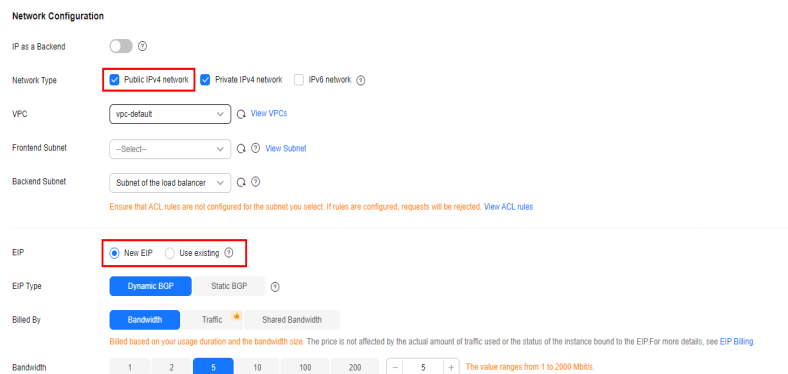 Network Configuration
IP as a Backend
Network Type Public IPv4 network Private IPv4 network IPv6 network
VPC vpc-default View VPCs
Frontend Subnet --Select-- View Subnet
Backend Subnet Subnet of the load balancer
Ensure that ACL rules are not configured for the subnet you select. If rules are configured, requests will be rejected. View ACL rules
EIP New EIP Use existing
EIP Type Dynamic BGP Static BGP
Billed By Bandwidth Traffic Shared Bandwidth
Billed based on your usage duration and the bandwidth size. The price is not affected by the actual amount of traffic used or the status of the instance bound to the EIP.For more details, see EIP Billing.
Bandwidth 1 2 5 10 100 200 − 5 + The value ranges from 1 to 2000 Mbit/s.